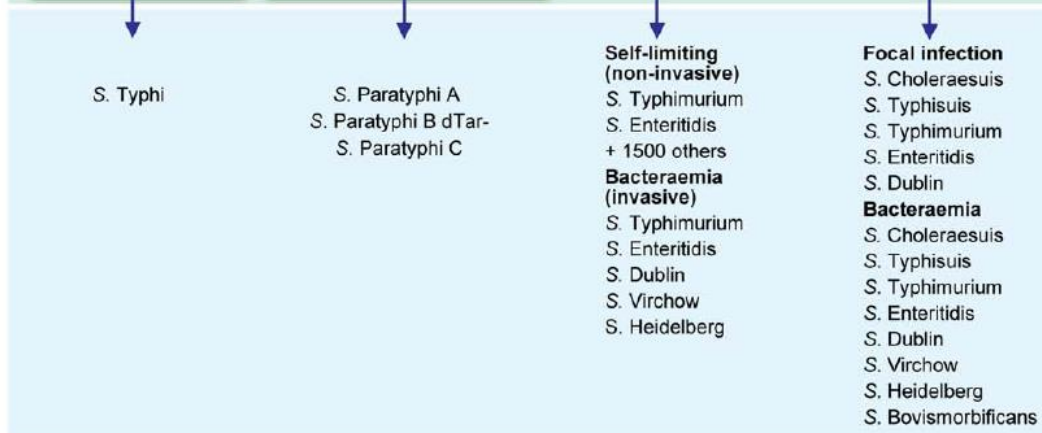 S. Typhi
S. Paratyphi A
S. Paratyphi B dTar-
S. Paratyphi C
Self-limiting
(non-invasive)
S. Typhimurium
S. Enteritidis
+ 1500 others
Bacteraemia
(invasive)
S. Typhimurium
S. Enteritidis
S. Dublin
S. Virchow
S. Heidelberg
Focal infection
S. Choleraesuis
S. Typhisuis
S. Typhimurium
S. Enteritidis
S. Dublin
Bacteraemia
S. Choleraesuis
S. Typhisuis
S. Typhimurium
S. Enteritidis
S. Dublin
S. Virchow
S. Heidelberg
S. Bovismorbificans